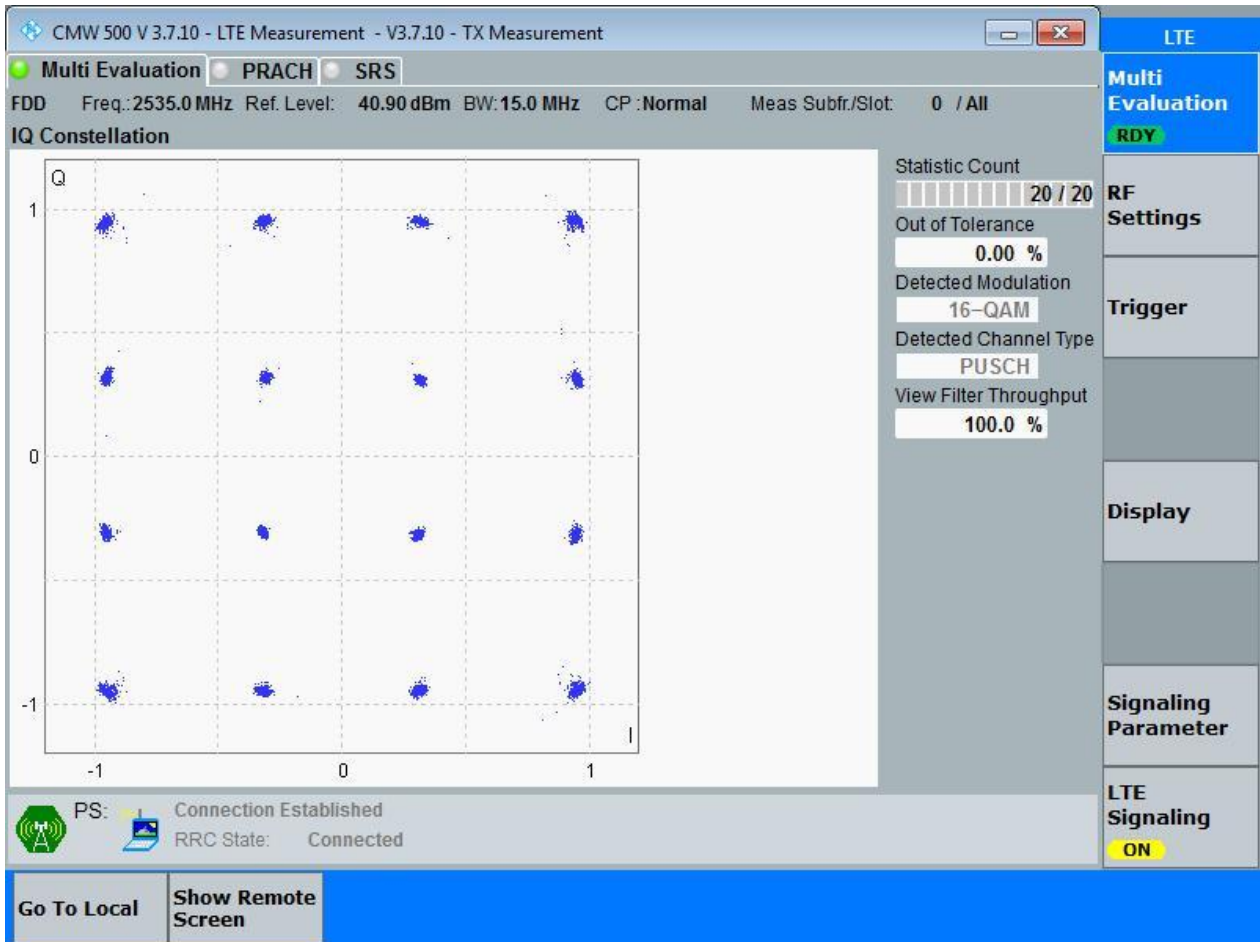 CMW 500 V 3.7.10 - LTE Measurement - V3.7.10 - TX Measurement
LTE
Multi Evaluation PRACH SRS
FDD Freq.: 2535.0 MHz Ref. Level: 40.90 dBm BW: 15.0 MHz CP : Normal Meas Subfr./Slot: 0 / All
IQ Constellation
Q
1
0
-1
I
-1 0 1
Statistic Count
20 / 20
Out of Tolerance
0.00 %
Detected Modulation
16-QAM
Detected Channel Type
PUSCH
View Filter Throughput
100.0 %
PS: Connection Established
RRC State: Connected
Multi
Evaluation
RDY
RF
Settings
Trigger
Display
Signaling
Parameter
LTE
Signaling
ON
Go To Local
Show Remote
Screen